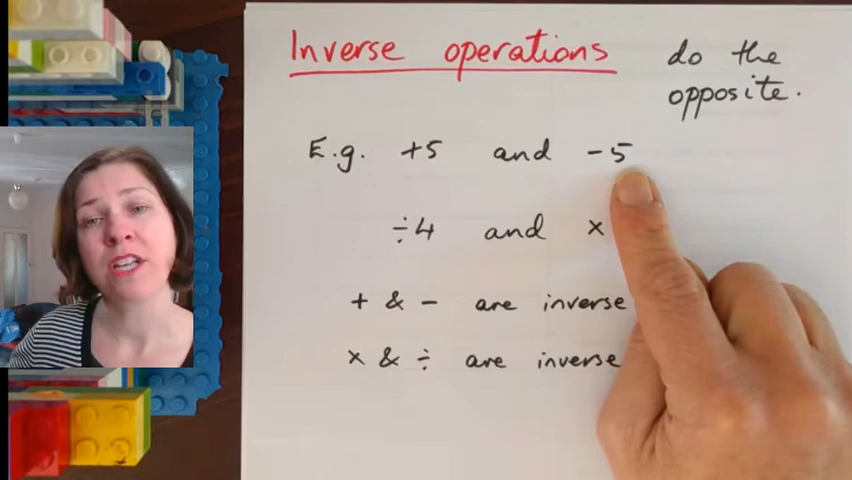 Inverse operations
do the
opposite.
E.g. +5 and -5
÷4 and ×
+ & - are inverse
× & ÷ are inverse